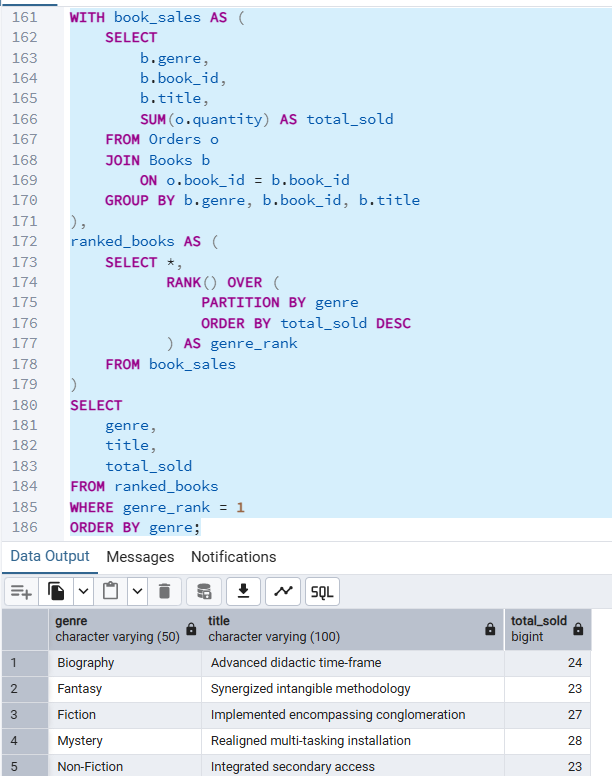 161 WITH book_sales AS (
162     SELECT
163         b.genre,
164         b.book_id,
165         b.title,
166         SUM(o.quantity) AS total_sold
167     FROM Orders o
168     JOIN Books b
169         ON o.book_id = b.book_id
170     GROUP BY b.genre, b.book_id, b.title
171 ),
172 ranked_books AS (
173     SELECT *,
174            RANK() OVER (
175                PARTITION BY genre
176                ORDER BY total_sold DESC
177            ) AS genre_rank
178     FROM book_sales
179 )
180 SELECT
181     genre,
182     title,
183     total_sold
184 FROM ranked_books
185 WHERE genre_rank = 1
186 ORDER BY genre;
Data Output Messages Notifications
SQL
genre title total_sold
character varying (50) character varying (100) bigint
1 Biography Advanced didactic time-frame 24
2 Fantasy Synergized intangible methodology 23
3 Fiction Implemented encompassing conglomeration 27
4 Mystery Realigned multi-tasking installation 28
5 Non-Fiction Integrated secondary access 23